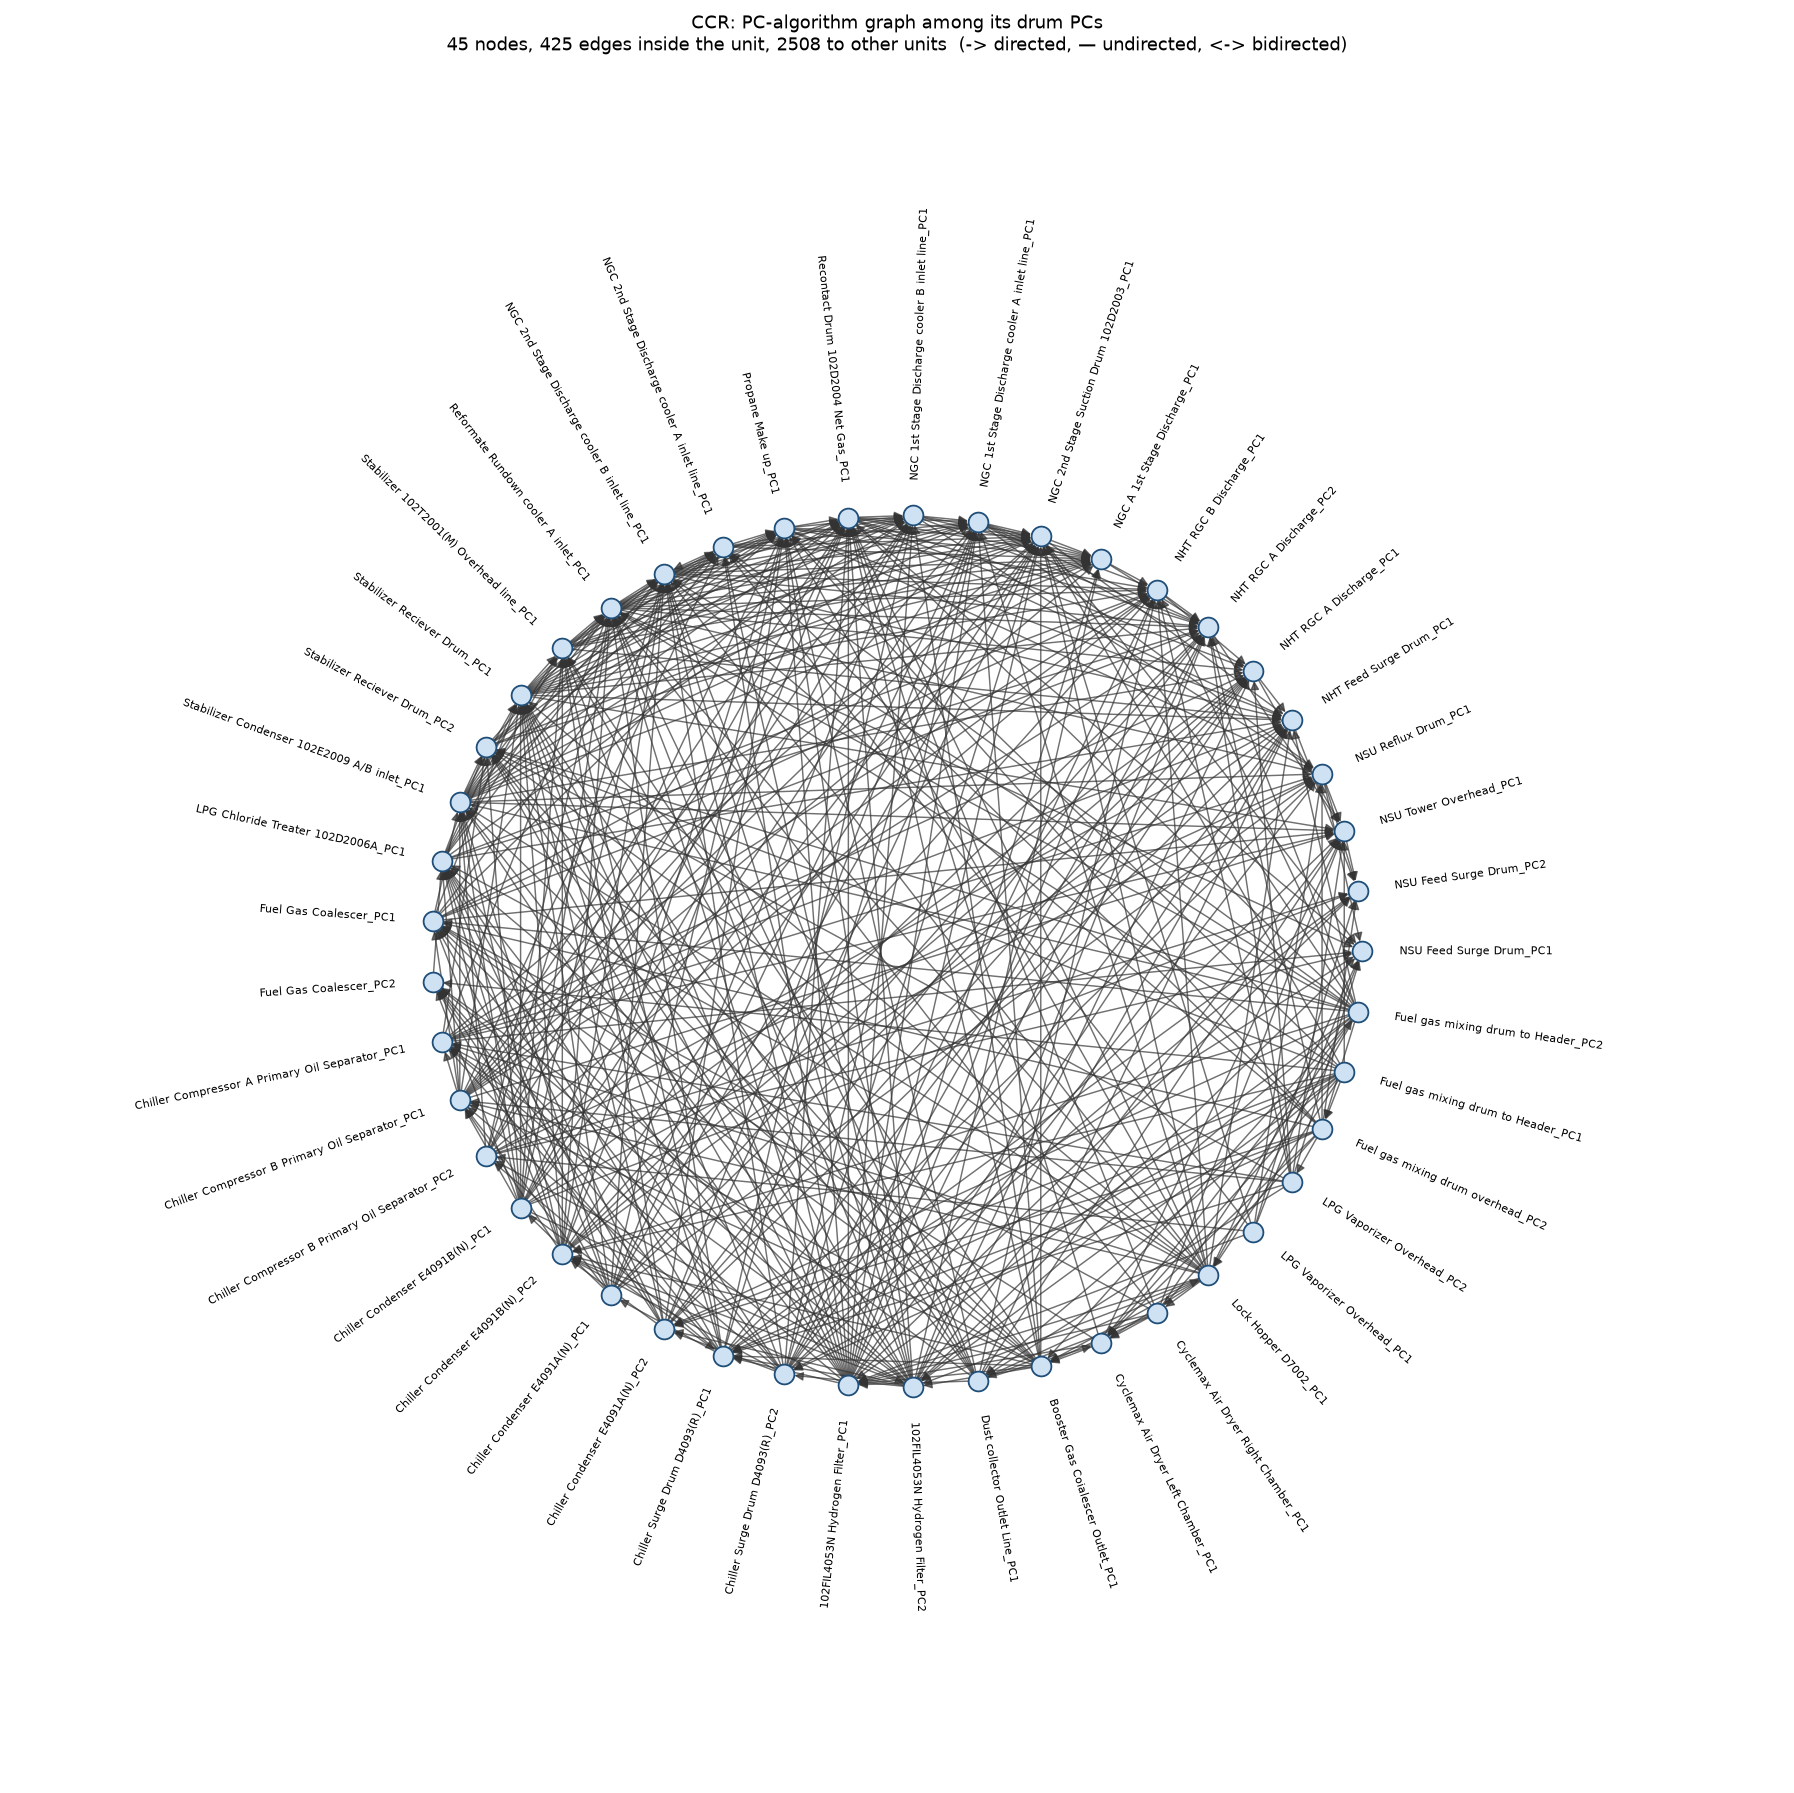 CCR: PC-algorithm graph among its drum PCs
45 nodes, 425 edges inside the unit, 2508 to other units  (-> directed, — undirected, <-> bidirected)
NGC 1st Stage Discharge cooler B inlet line_PC1
NGC 1st Stage Discharge cooler A inlet line_PC1
NGC 2nd Stage Suction Drum 102D2003_PC1
NGC A 1st Stage Discharge_PC1
NHT RGC B Discharge_PC1
NHT RGC A Discharge_PC2
NHT RGC A Discharge_PC1
NHT Feed Surge Drum_PC1
NSU Reflux Drum_PC1
NSU Tower Overhead_PC1
NSU Feed Surge Drum_PC2
NSU Feed Surge Drum_PC1
Fuel gas mixing drum to Header_PC2
Fuel gas mixing drum to Header_PC1
Fuel gas mixing drum overhead_PC2
LPG Vaporizer Overhead_PC2
LPG Vaporizer Overhead_PC1
Lock Hopper D7002_PC1
Cyclemax Air Dryer Right Chamber_PC1
Cyclemax Air Dryer Left Chamber_PC1
Booster Gas Coialescer Outlet_PC1
Dust collector Outlet Line_PC1
102FIL4053N Hydrogen Filter_PC2
102FIL4053N Hydrogen Filter_PC1
Chiller Surge Drum D4093(R)_PC2
Chiller Surge Drum D4093(R)_PC1
Chiller Condenser E4091A(N)_PC2
Chiller Condenser E4091A(N)_PC1
Chiller Condenser E4091B(N)_PC2
Chiller Condenser E4091B(N)_PC1
Chiller Compressor B Primary Oil Separator_PC2
Chiller Compressor B Primary Oil Separator_PC1
Chiller Compressor A Primary Oil Separator_PC1
Fuel Gas Coalescer_PC2
Fuel Gas Coalescer_PC1
LPG Chloride Treater 102D2006A_PC1
Stabilizer Condenser 102E2009 A/B inlet_PC1
Stabilizer Reciever Drum_PC2
Stabilizer Reciever Drum_PC1
Stabilizer 102T2001(M) Overhead line_PC1
Reformate Rundown cooler A inlet_PC1
NGC 2nd Stage Discharge cooler B inlet line_PC1
NGC 2nd Stage Discharge cooler A inlet line_PC1
Propane Make up_PC1
Recontact Drum 102D2004 Net Gas_PC1